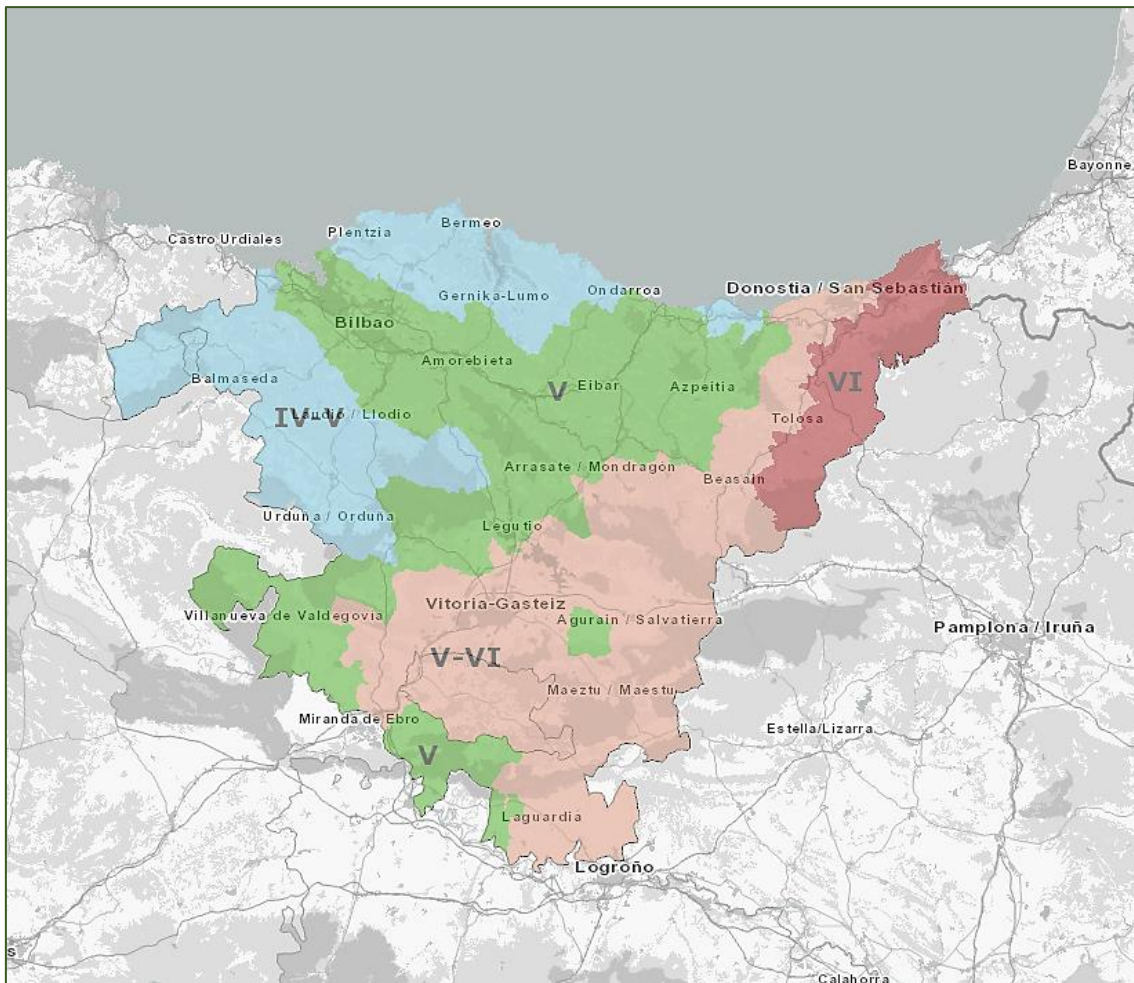 Bayonne
Castro Urdiales
Plentzia
Bermeo
Donostia / San Sebastián
Ondarroa
Gernika-Lumo
Bilbao
Amorebieta
Balmaseda
V
Eibar
Azpeitia
VI
IV-V
Laudio / Llodio
Tolosa
Arrasate / Mondragón
Beasain
Urduña / Orduña
Legutio
Vitoria-Gasteiz
Villanueva de Valdegovia
Agurain / Salvatierra
Pamplona / Iruña
V-VI
Maeztu / Maestu
Miranda de Ebro
Estella/Lizarra
V
Laguardia
Logroño
s
Calahorra